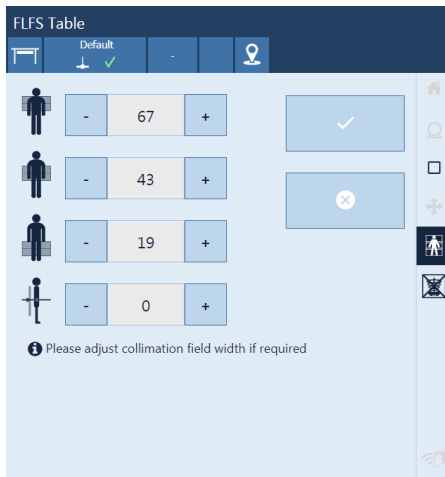 FLFS Table
Default
-
- 67 +
- 43 +
- 19 +
- 0 +
Please adjust collimation field width if required